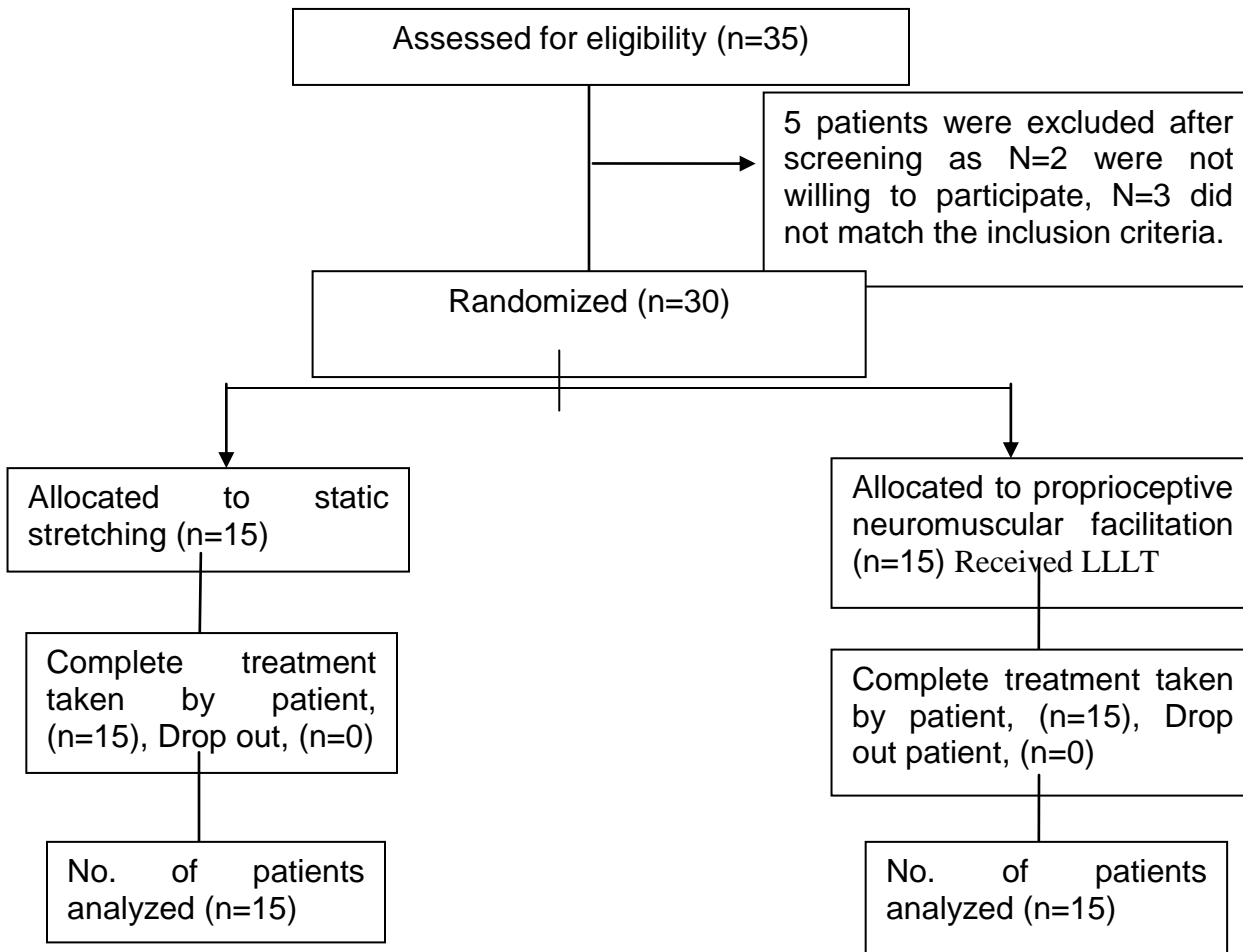 Assessed for eligibility (n=35)
5 patients were excluded after
screening as N=2 were not
willing to participate, N=3 did
not match the inclusion criteria.
Randomized (n=30)
Allocated to static
stretching (n=15)
Allocated to proprioceptive
neuromuscular facilitation
(n=15) Received LLLT
Complete treatment
taken by patient,
(n=15), Drop out, (n=0)
Complete treatment taken
by patient, (n=15), Drop
out patient, (n=0)
No. of patients
analyzed (n=15)
No. of patients
analyzed (n=15)